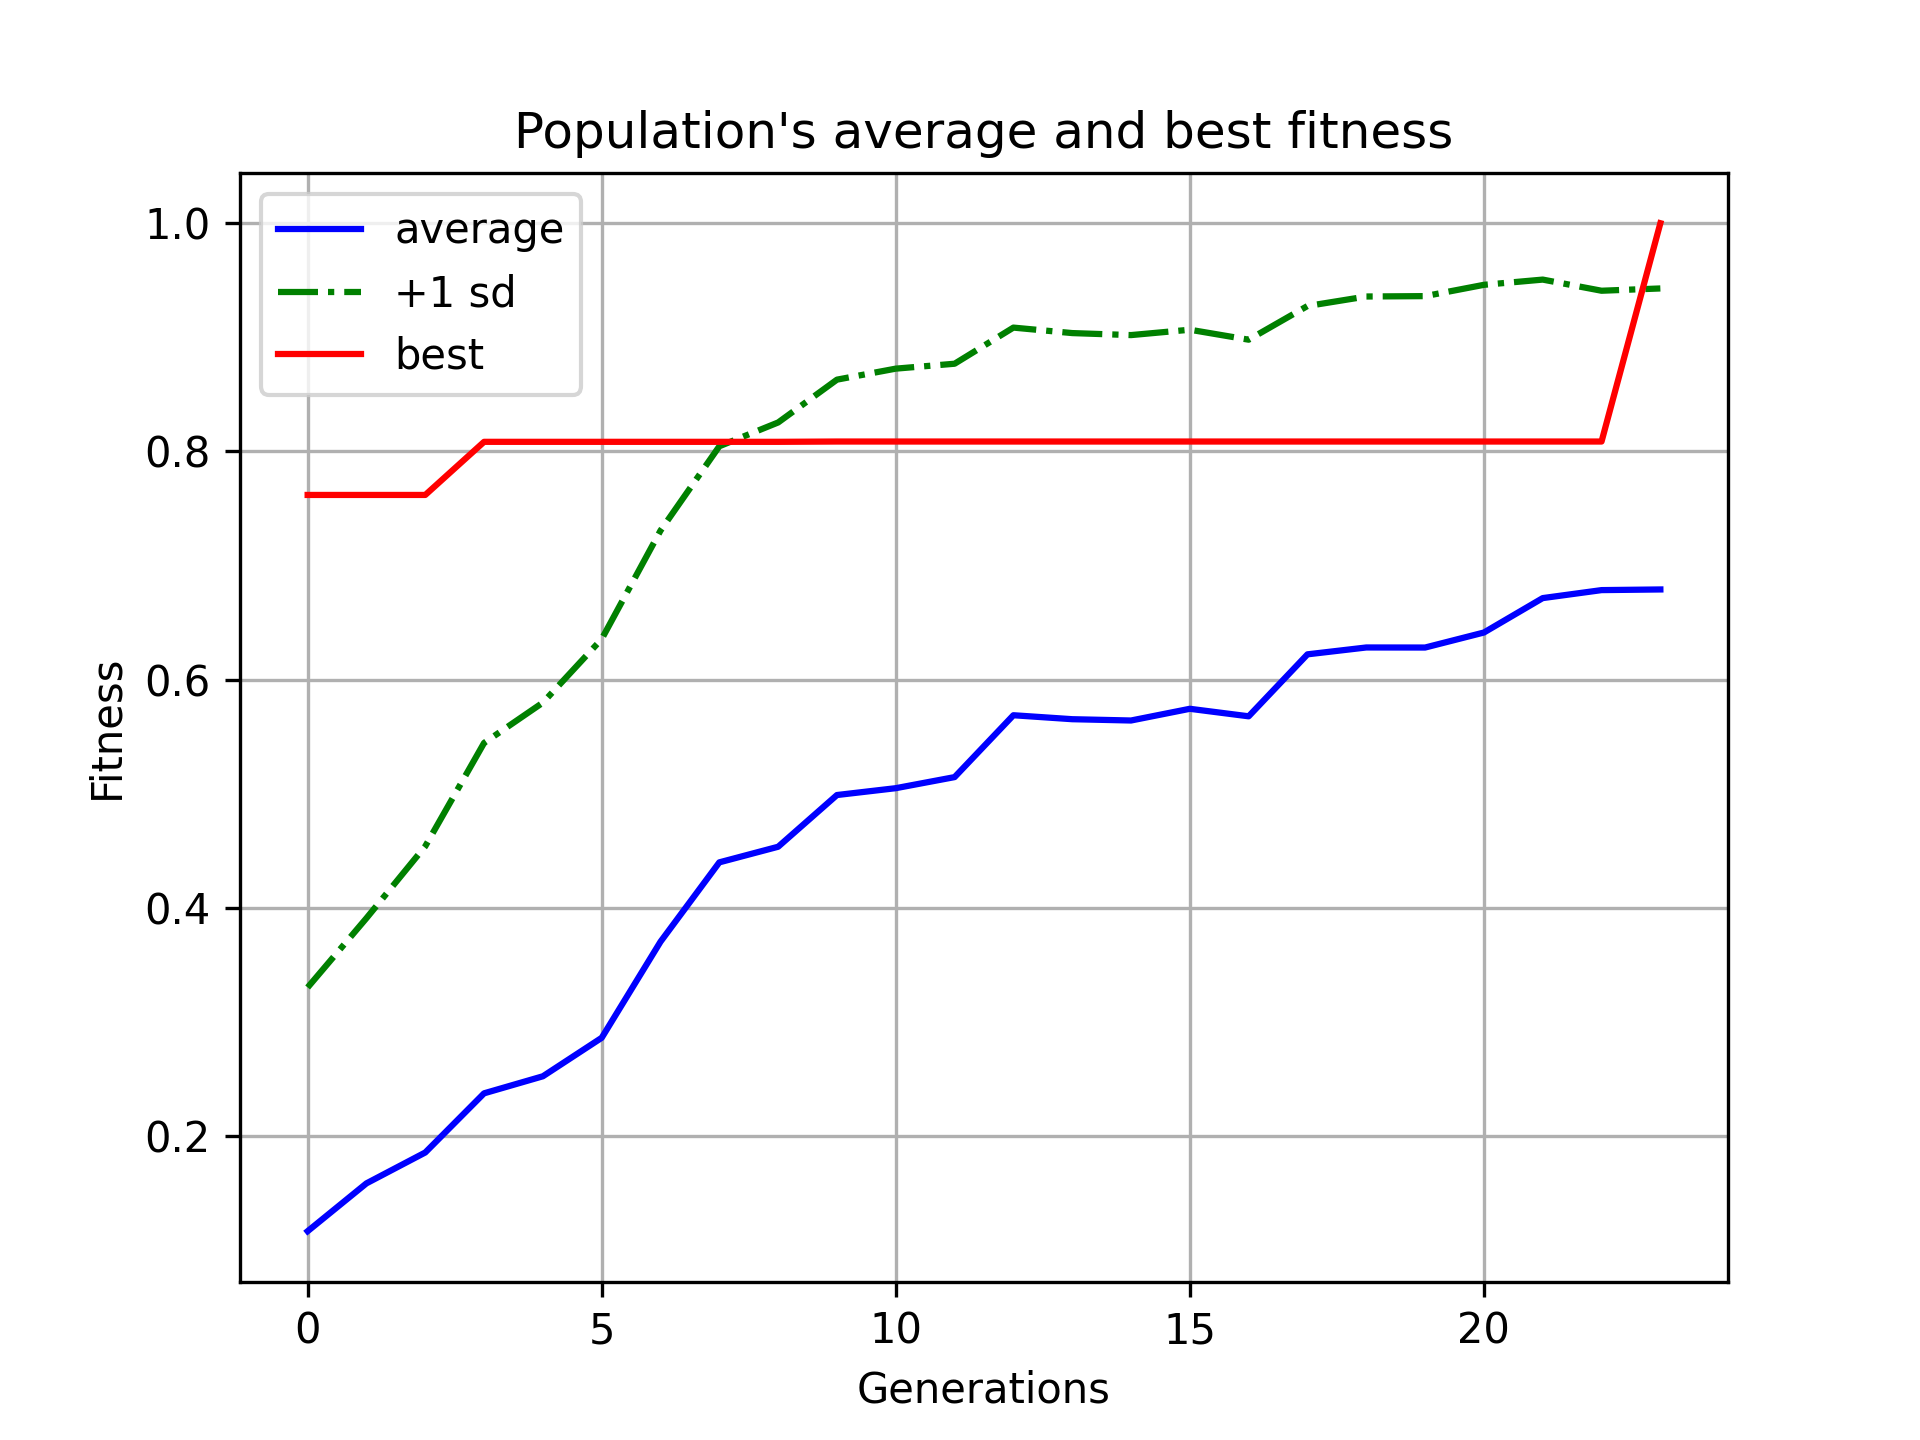 Population's average and best fitness
average
+1 sd
best
1.0
0.8
0.6
0.4
0.2
Fitness
0 5 10 15 20
Generations